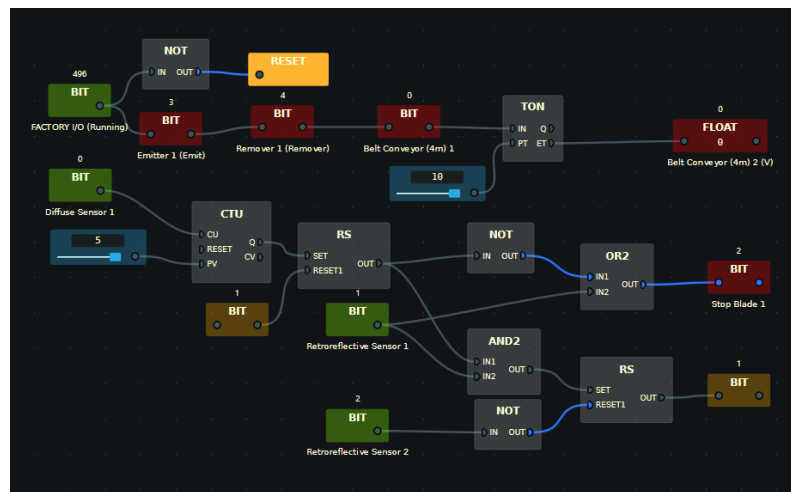 NOT
IN OUT
RESET
496
BIT
FACTORY I/O (Running)
3
BIT
Emitter 1 (Emit)
4
BIT
Remover 1 (Remover)
0
BIT
Belt Conveyor (4m) 1
TON
IN Q
PT ET
0
FLOAT
0
Belt Conveyor (4m) 2 (V)
10
0
BIT
Diffuse Sensor 1
5
CTU
CU
RESET Q
PV CV
RS
SET
RESET1 OUT
1
BIT
1
BIT
Retroreflective Sensor 1
NOT
IN OUT
OR2
IN1
IN2 OUT
2
BIT
Stop Blade 1
AND2
IN1
IN2 OUT
2
BIT
Retroreflective Sensor 2
NOT
IN OUT
RS
SET
RESET1 OUT
1
BIT